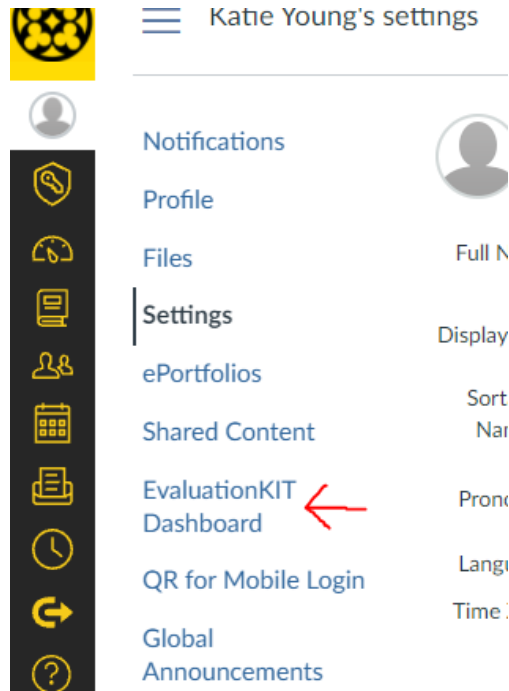 Katie Young's settings
Notifications
Profile
Files
Full N
Settings
Display
ePortfolios
Sort
Shared Content
Nar
EvaluationKIT
Dashboard
Prono
QR for Mobile Login
Langu
Time
Global
Announcements